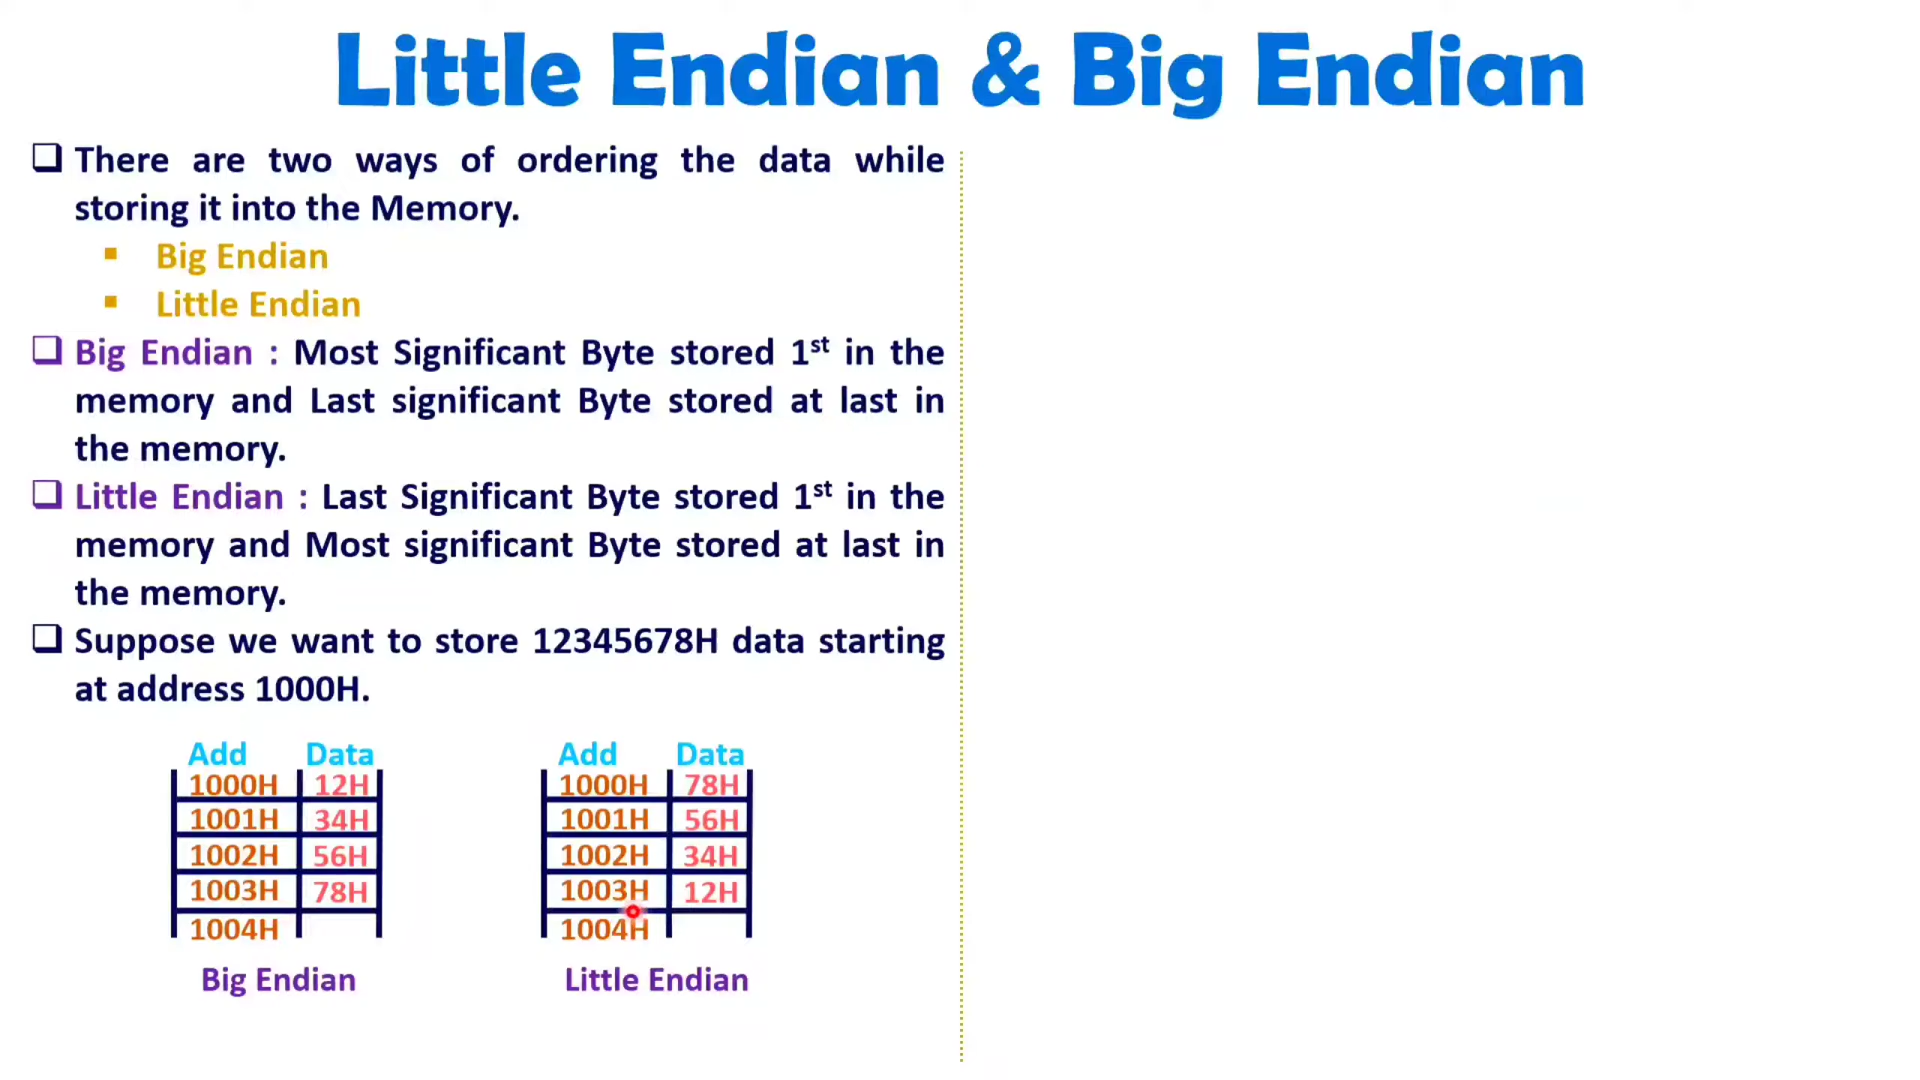 Little Endian & Big Endian
❑ There are two ways of ordering the data while
storing it into the Memory.
▪ Big Endian
▪ Little Endian
❑ Big Endian : Most Significant Byte stored 1st in the
memory and Last significant Byte stored at last in
the memory.
❑ Little Endian : Last Significant Byte stored 1st in the
memory and Most significant Byte stored at last in
the memory.
❑ Suppose we want to store 12345678H data starting
at address 1000H.
Add Data
1000H 12H
1001H 34H
1002H 56H
1003H 78H
1004H
Big Endian
Add Data
1000H 78H
1001H 56H
1002H 34H
1003H 12H
1004H
Little Endian